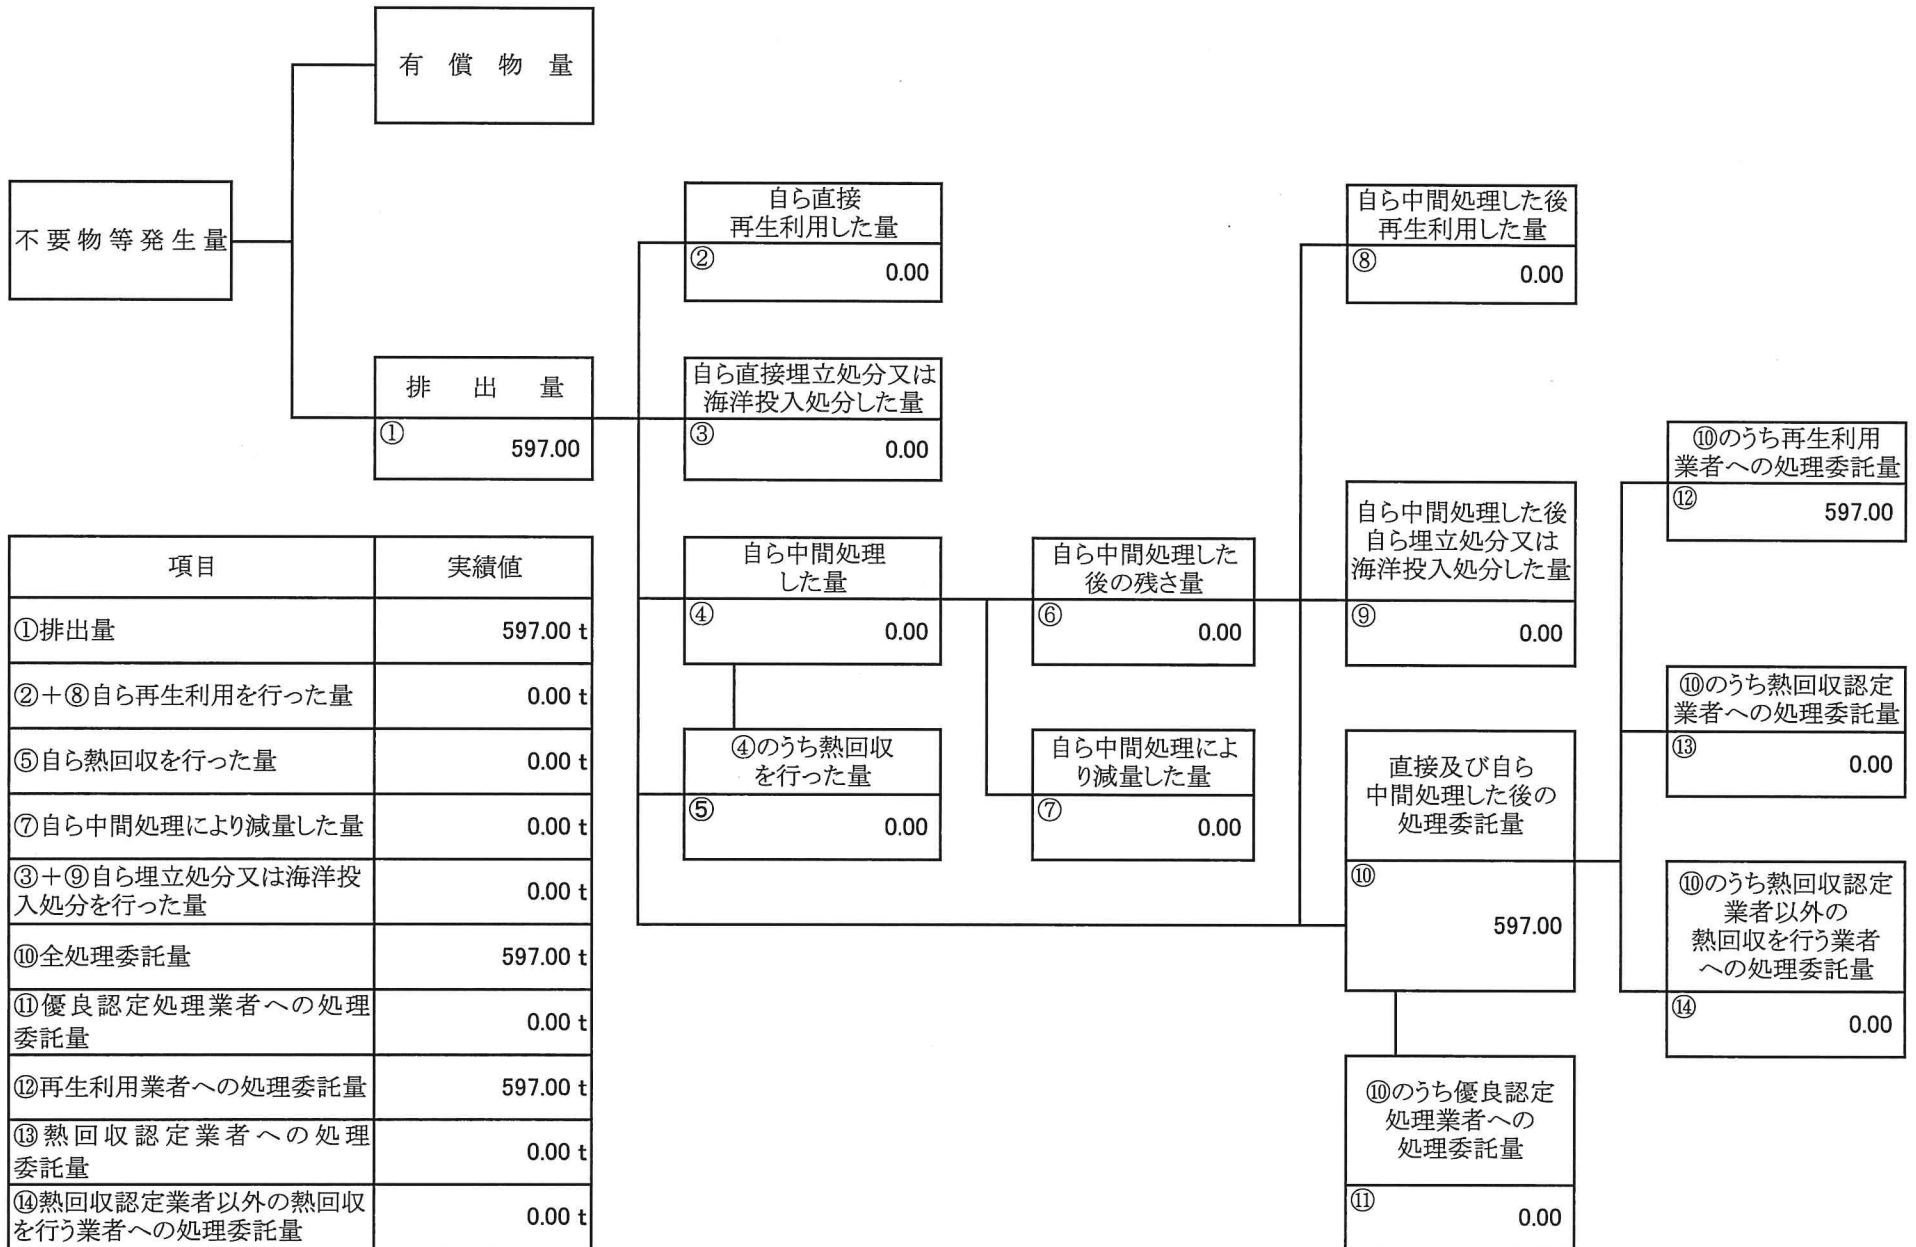 有償物量
不要物等発生量
排出量
①
597.00
自ら直接
再生利用した量
②
0.00
自ら直接埋立処分又は
海洋投入処分した量
③
0.00
自ら中間処理
した量
④
0.00
④のうち熱回収
を行った量
⑤
0.00
自ら中間処理した
後の残さ量
⑥
0.00
自ら中間処理によ
り減量した量
⑦
0.00
自ら中間処理した後
再生利用した量
⑧
0.00
自ら中間処理した後
自ら埋立処分又は
海洋投入処分した量
⑨
0.00
直接及び自ら
中間処理した後の
処理委託量
⑩
597.00
⑩のうち優良認定
処理業者への
処理委託量
⑪
0.00
⑩のうち再生利用
業者への処理委託量
⑫
597.00
⑩のうち熱回収認定
業者への処理委託量
⑬
0.00
⑩のうち熱回収認定
業者以外の
熱回収を行う業者
への処理委託量
⑭
0.00
項目 実績値
①排出量 597.00 t
②＋⑧自ら再生利用を行った量 0.00 t
⑤自ら熱回収を行った量 0.00 t
⑦自ら中間処理により減量した量 0.00 t
③＋⑨自ら埋立処分又は海洋投
入処分を行った量 0.00 t
⑩全処理委託量 597.00 t
⑪優良認定処理業者への処理
委託量 0.00 t
⑫再生利用業者への処理委託量 597.00 t
⑬熱回収認定業者への処理
委託量 0.00 t
⑭熱回収認定業者以外の熱回収
を行う業者への処理委託量 0.00 t